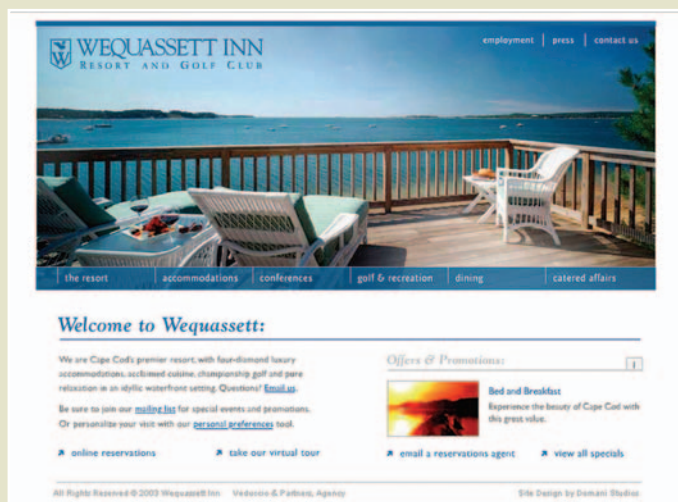 WEQUASSETT INN
RESORT AND GOLF CLUB
employment press contact us
the resort accommodations conferences golf & recreation dining catered affairs
Welcome to Wequassett:
We are Cape Cod's premier resort, with four-diamond luxury
accommodations, acclaimed cuisine, championship golf and pure
relaxation in an idyllic waterfront setting. Questions? Email us.
Be sure to join our mailing list for special events and promotions.
Or personalize your visit with our personal preferences tool.
online reservations take our virtual tour
Offers & Promotions:
Bed and Breakfast
Experience the beauty of Cape Cod with
this great value.
email a reservations agent view all specials
All Rights Reserved © 2003 Wequassett Inn & Partners, Agency Site Design by Domani Studios